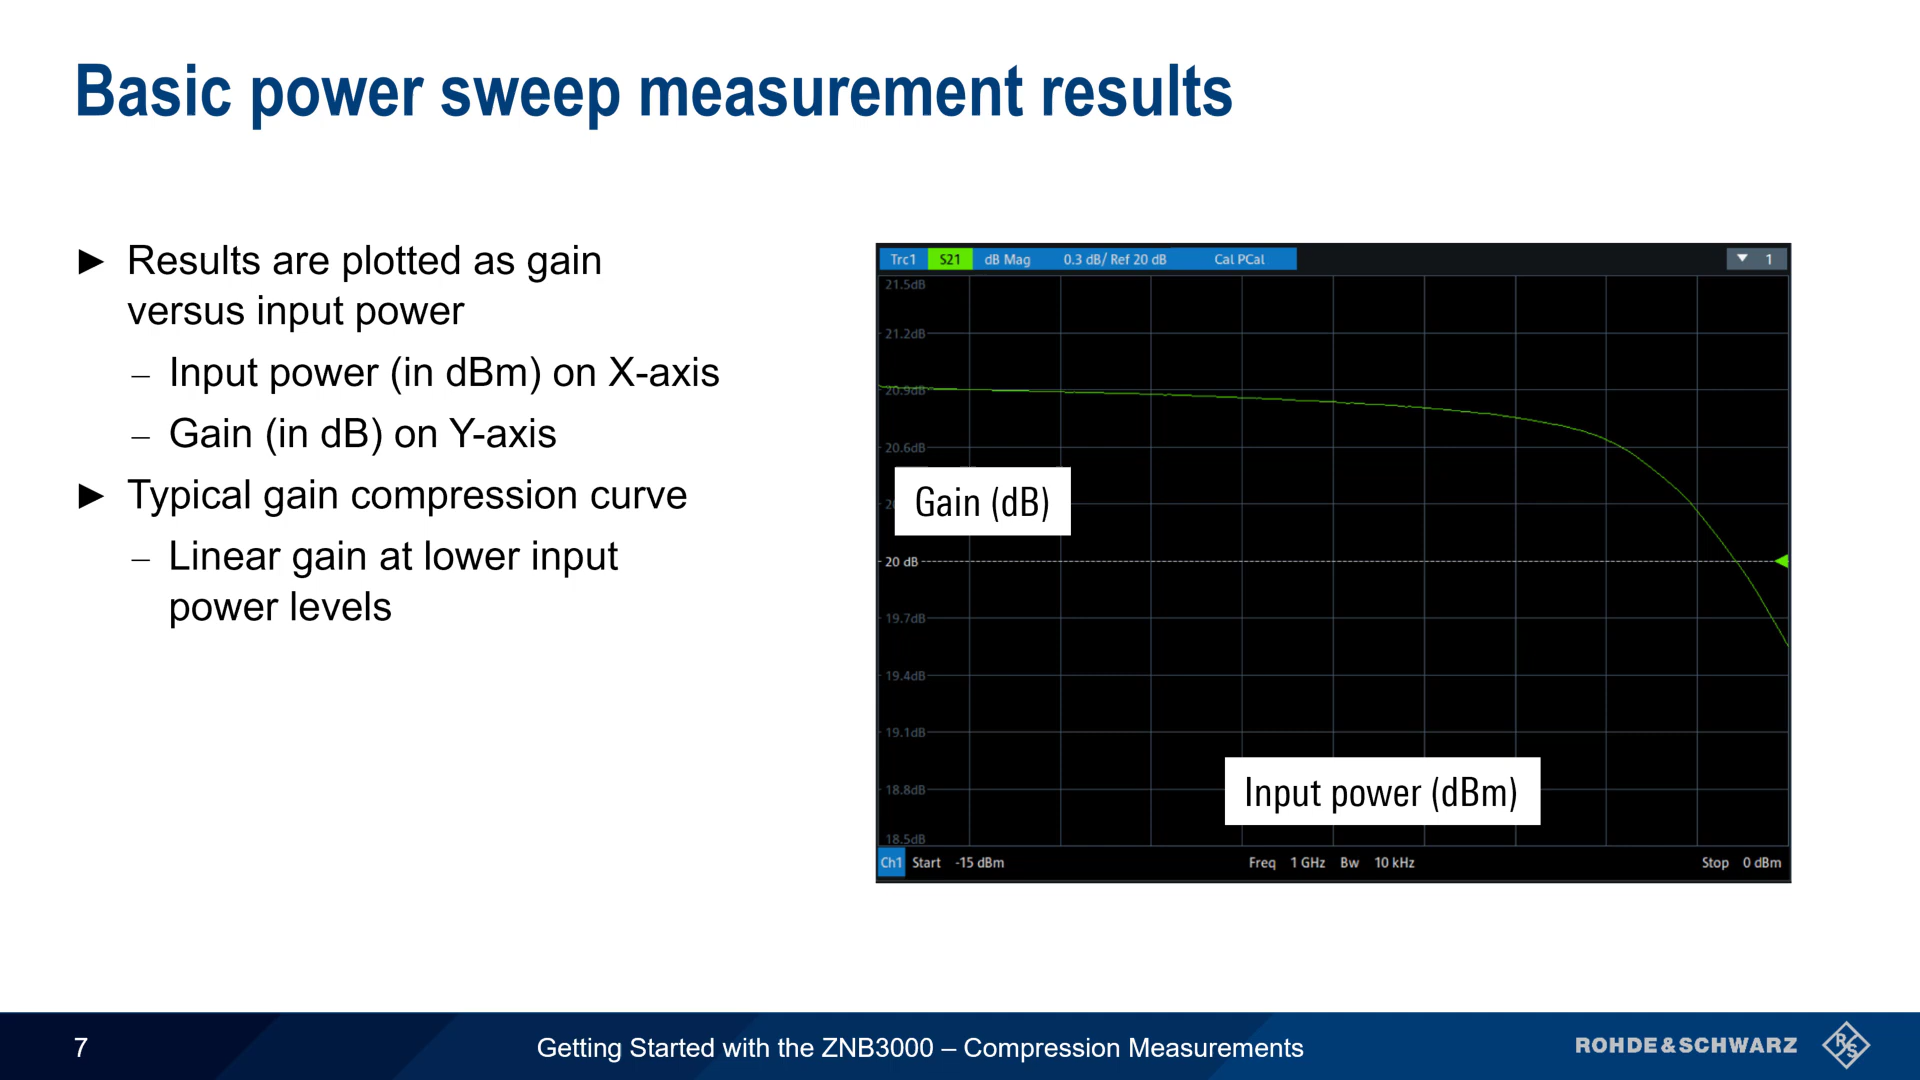 Basic power sweep measurement results
► Results are plotted as gain
versus input power
– Input power (in dBm) on X-axis
– Gain (in dB) on Y-axis
► Typical gain compression curve
– Linear gain at lower input
power levels
Trc1 S21 dB Mag 0.3 dB/ Ref 20 dB Cal PCal 1
21.5dB
21.2dB
20.9dB
20.6dB
Gain (dB)
20 dB
19.7dB
19.4dB
19.1dB
18.8dB
Input power (dBm)
18.5dB
Ch1 Start -15 dBm Freq 1 GHz Bw 10 kHz Stop 0 dBm
7
Getting Started with the ZNB3000 – Compression Measurements
ROHDE&SCHWARZ
R&S